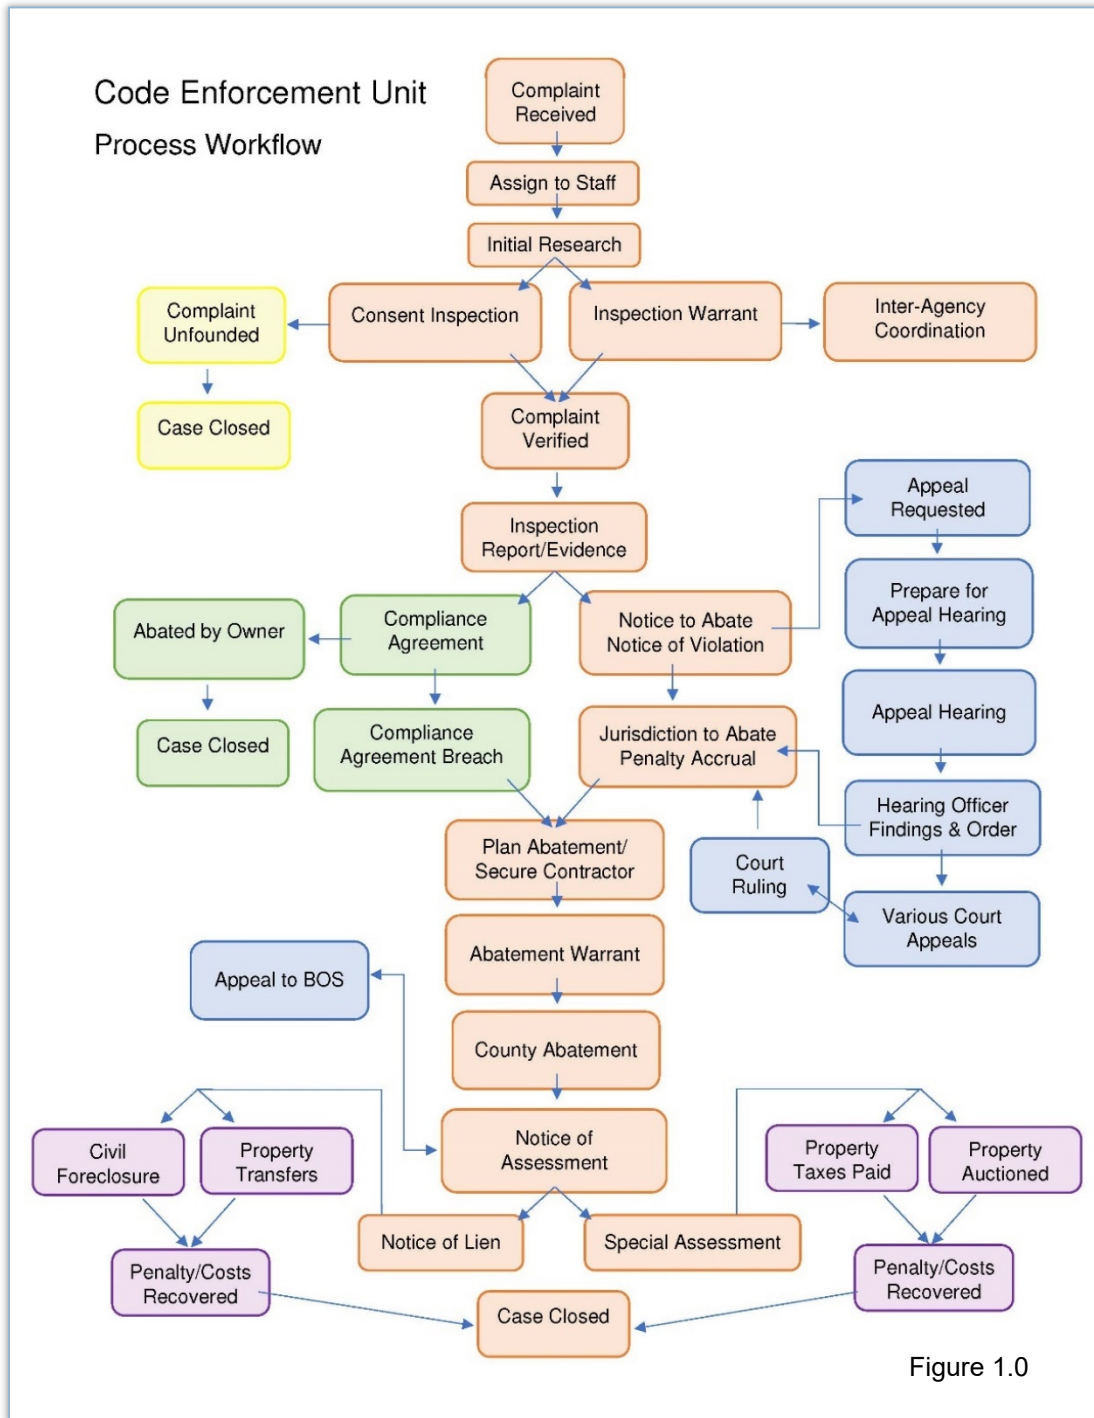 Code Enforcement Unit
Process Workflow
Complaint
Received
Assign to Staff
Initial Research
Complaint
Unfounded
Consent Inspection
Inspection Warrant
Inter-Agency
Coordination
Case Closed
Complaint
Verified
Appeal
Requested
Inspection
Report/Evidence
Prepare for
Appeal Hearing
Abated by Owner
Compliance
Agreement
Notice to Abate
Notice of Violation
Appeal Hearing
Case Closed
Compliance
Agreement Breach
Jurisdiction to Abate
Penalty Accrual
Hearing Officer
Findings & Order
Plan Abatement/
Secure Contractor
Court
Ruling
Various Court
Appeals
Abatement Warrant
Appeal to BOS
County Abatement
Civil
Foreclosure
Property
Transfers
Notice of
Assessment
Property
Taxes Paid
Property
Auctioned
Notice of Lien
Special Assessment
Penalty/Costs
Recovered
Penalty/Costs
Recovered
Case Closed
Figure 1.0